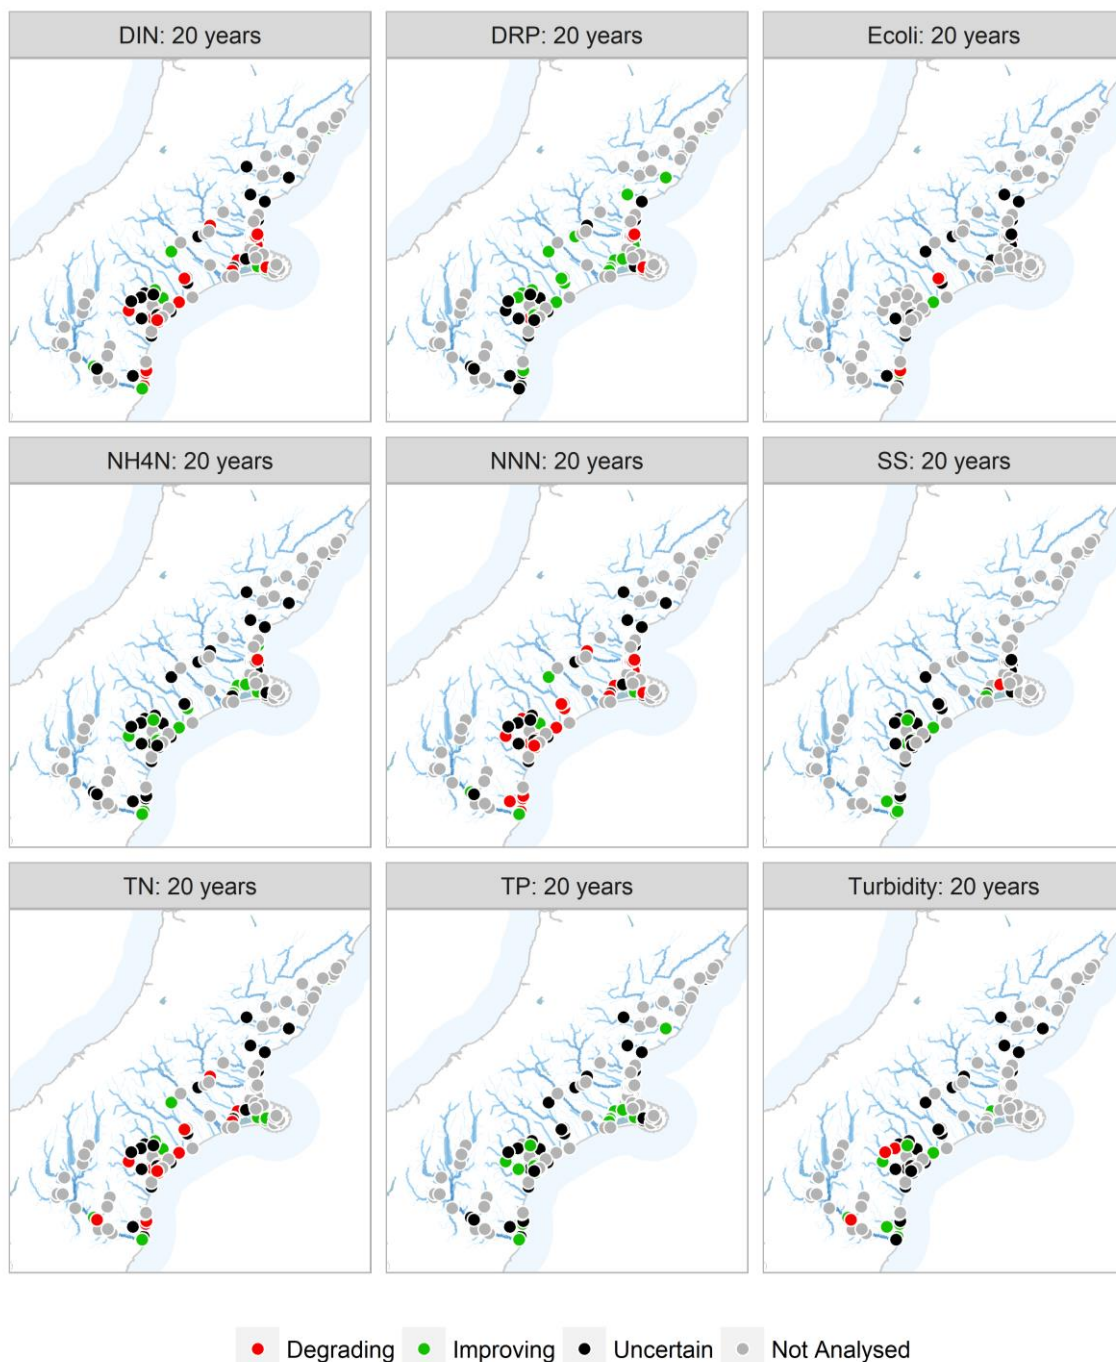 DIN: 20 years
DRP: 20 years
Ecoli: 20 years
NH4N: 20 years
NNN: 20 years
SS: 20 years
TN: 20 years
TP: 20 years
Turbidity: 20 years
Degrading Improving Uncertain Not Analysed